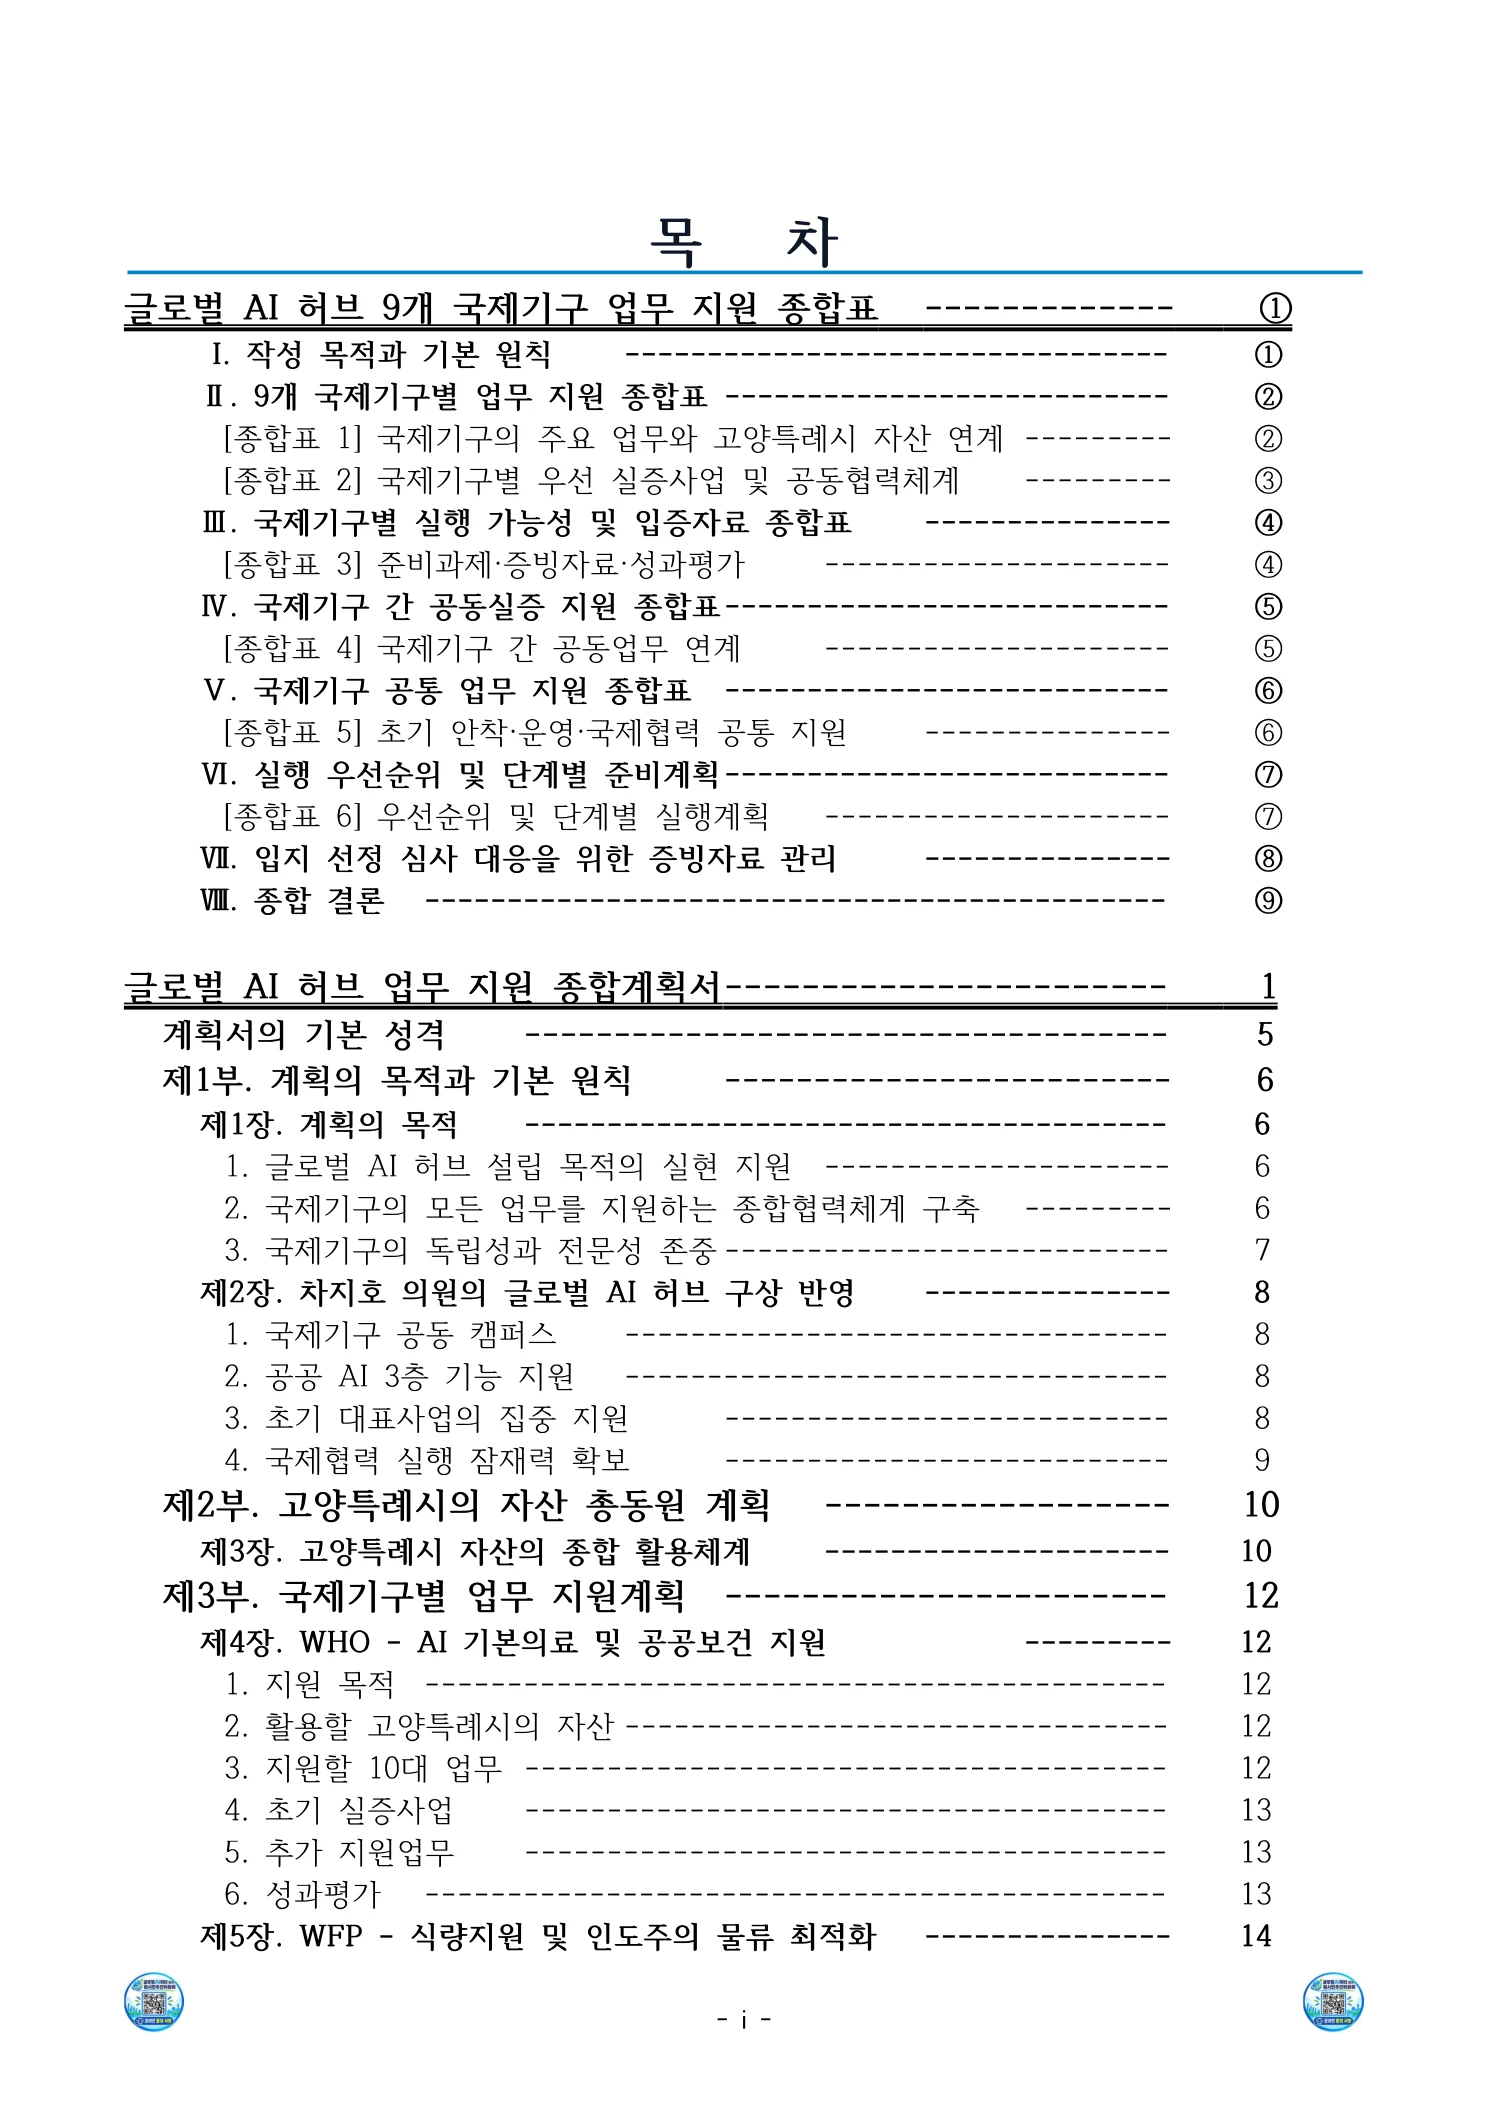 목 차
글로벌 AI 허브 9개 국제기구 업무 지원 종합표 ------------- ①
Ⅰ. 작성 목적과 기본 원칙 ---------------------------------- ①
Ⅱ. 9개 국제기구별 업무 지원 종합표 --------------------------- ②
[종합표 1] 국제기구의 주요 업무와 고양특례시 자산 연계 --------- ②
[종합표 2] 국제기구별 우선 실증사업 및 공동협력체계 --------- ③
Ⅲ. 국제기구별 실행 가능성 및 입증자료 종합표 --------------- ④
[종합표 3] 준비과제·증빙자료·성과평가 --------------------- ④
Ⅳ. 국제기구 간 공동실증 지원 종합표 --------------------------- ⑤
[종합표 4] 국제기구 간 공동업무 연계 --------------------- ⑤
Ⅴ. 국제기구 공통 업무 지원 종합표 --------------------------- ⑥
[종합표 5] 초기 안착·운영·국제협력 공통 지원 --------------- ⑥
Ⅵ. 실행 우선순위 및 단계별 준비계획 --------------------------- ⑦
[종합표 6] 우선순위 및 단계별 실행계획 --------------------- ⑦
Ⅶ. 입지 선정 심사 대응을 위한 증빙자료 관리 --------------- ⑧
Ⅷ. 종합 결론 --------------------------------------------- ⑨
글로벌 AI 허브 업무 지원 종합계획서 ----------------------- 1
계획서의 기본 성격 --------------------------------- 5
제1부. 계획의 목적과 기본 원칙 ----------------------- 6
제1장. 계획의 목적 --------------------------------------- 6
1. 글로벌 AI 허브 설립 목적의 실현 지원 --------------------- 6
2. 국제기구의 모든 업무를 지원하는 종합협력체계 구축 --------- 6
3. 국제기구의 독립성과 전문성 존중 --------------------------- 7
제2장. 차지호 의원의 글로벌 AI 허브 구상 반영 --------------- 8
1. 국제기구 공동 캠퍼스 --------------------------------- 8
2. 공공 AI 3층 기능 지원 --------------------------------- 8
3. 초기 대표사업의 집중 지원 --------------------------- 8
4. 국제협력 실행 잠재력 확보 --------------------------- 9
제2부. 고양특례시의 자산 총동원 계획 ------------------ 10
제3장. 고양특례시 자산의 종합 활용체계 --------------------- 10
제3부. 국제기구별 업무 지원계획 ----------------------- 12
제4장. WHO - AI 기본의료 및 공공보건 지원 --------- 12
1. 지원 목적 --------------------------------------------- 12
2. 활용할 고양특례시의 자산 --------------------------------- 12
3. 지원할 10대 업무 --------------------------------------- 12
4. 초기 실증사업 --------------------------------------- 13
5. 추가 지원업무 --------------------------------------- 13
6. 성과평가 --------------------------------------------- 13
제5장. WFP - 식량지원 및 인도주의 물류 최적화 --------------- 14
- i -